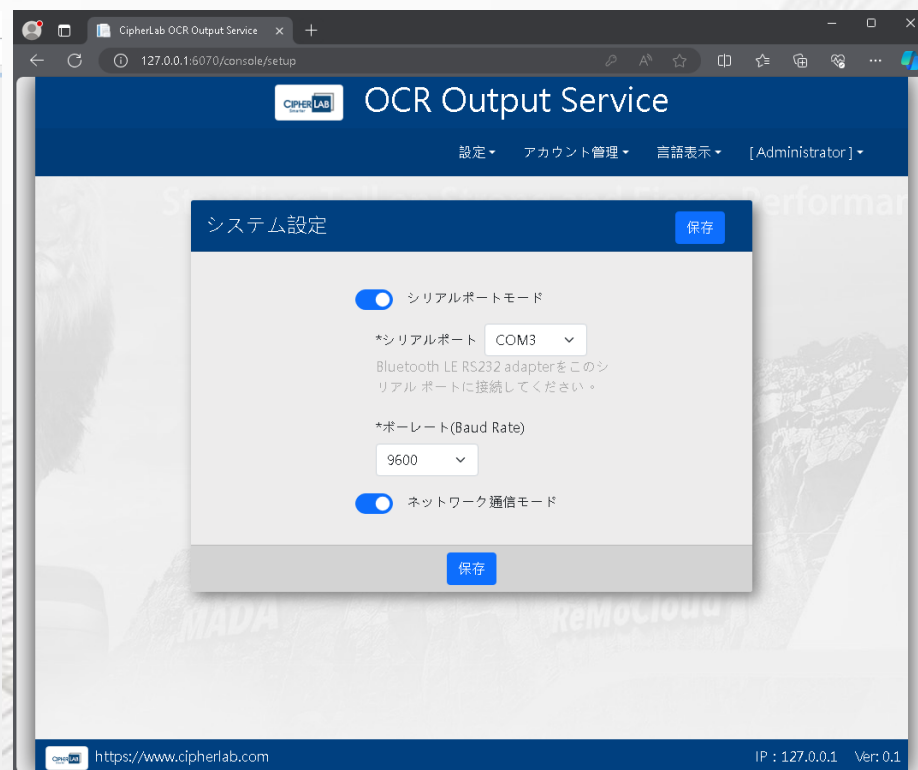 CipherLab OCR Output Service
127.0.0.1:6070/console/setup
CIPHERLAB OCR Output Service
設定 アカウント管理 言語表示 [ Administrator ]
システム設定 保存
シリアルポートモード
*シリアルポート COM3
Bluetooth LE RS232 adapterをこのシ
リアル ポートに接続してください。
*ボーレート(Baud Rate)
9600
ネットワーク通信モード
保存
MADA ReMoCloud
https://www.cipherlab.com IP : 127.0.0.1 Ver: 0.1